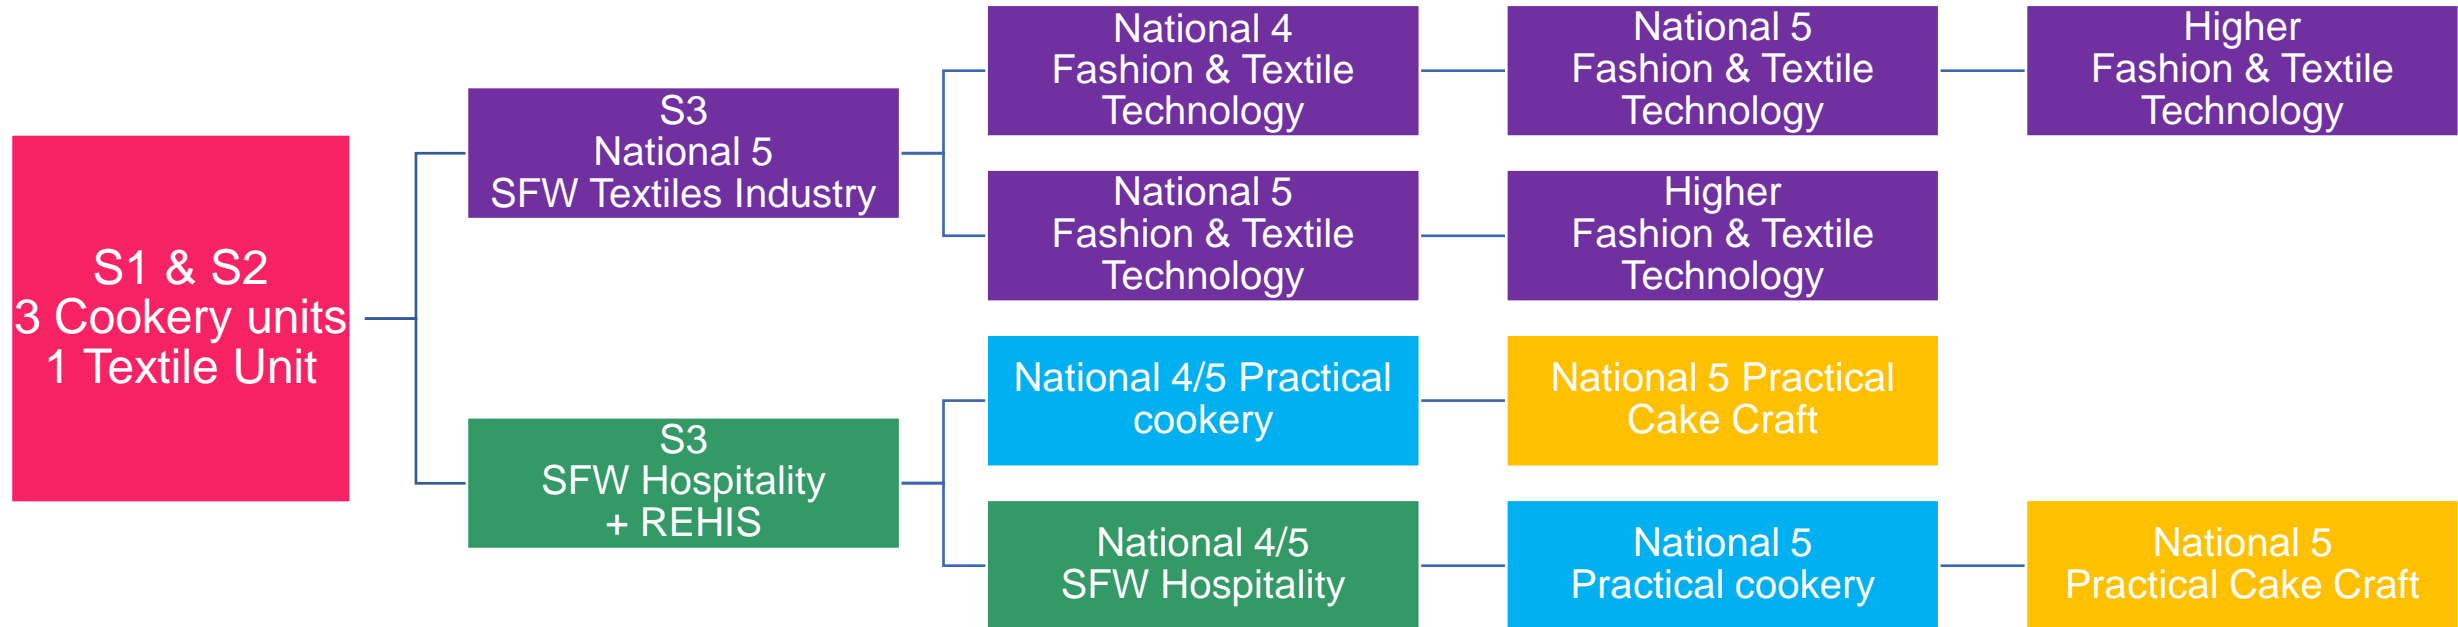 S1 & S2
3 Cookery units
1 Textile Unit
S3
National 5
SFW Textiles Industry
National 4
Fashion & Textile
Technology
National 5
Fashion & Textile
Technology
Higher
Fashion & Textile
Technology
National 5
Fashion & Textile
Technology
Higher
Fashion & Textile
Technology
S3
SFW Hospitality
+ REHIS
National 4/5 Practical
cookery
National 5 Practical
Cake Craft
National 4/5
SFW Hospitality
National 5
Practical cookery
National 5
Practical Cake Craft